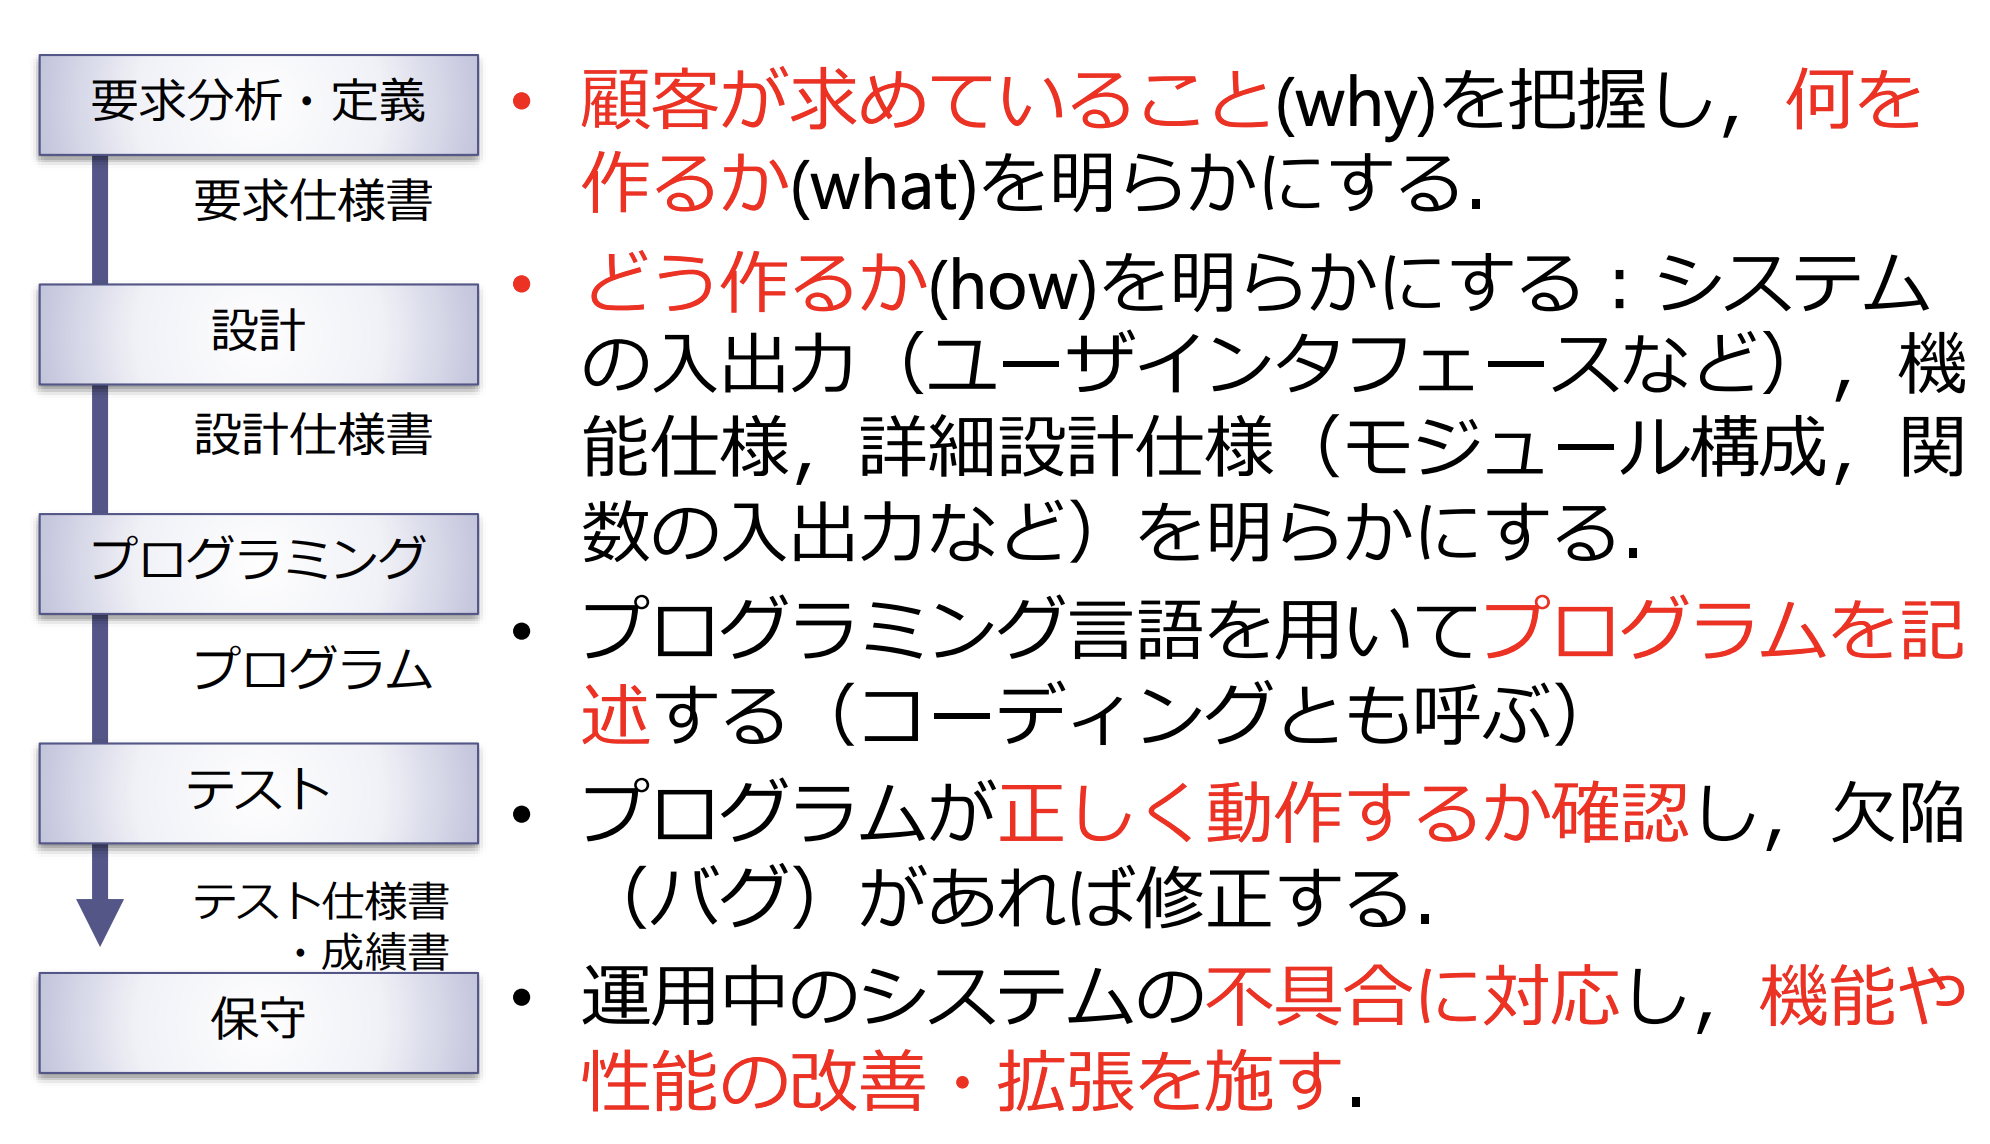 要求分析・定義
要求仕様書
設計
設計仕様書
プログラミング
プログラム
テスト
テスト仕様書
・成績書
保守
• 顧客が求めていること(why)を把握し，何を
作るか(what)を明らかにする．
• どう作るか(how)を明らかにする：システム
の入出力（ユーザインタフェースなど），機
能仕様，詳細設計仕様（モジュール構成，関
数の入出力など）を明らかにする．
• プログラミング言語を用いてプログラムを記
述する（コーディングとも呼ぶ）
• プログラムが正しく動作するか確認し，欠陥
（バグ）があれば修正する．
• 運用中のシステムの不具合に対応し，機能や
性能の改善・拡張を施す．